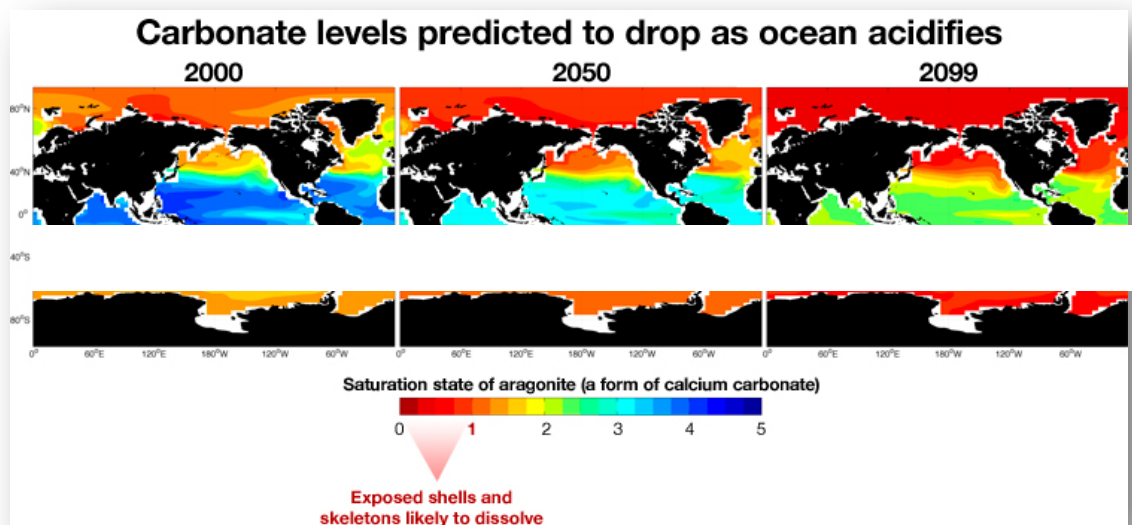 Carbonate levels predicted to drop as ocean acidifies
2000 2050 2099
80°N
40°N
0°
40°S
80°S
0° 60°E 120°E 180°W 120°W 60°W 0° 60°E 120°E 180°W 120°W 60°W 0° 60°E 120°E 180°W 120°W 60°W
Saturation state of aragonite (a form of calcium carbonate)
0 1 2 3 4 5
Exposed shells and
skeletons likely to dissolve